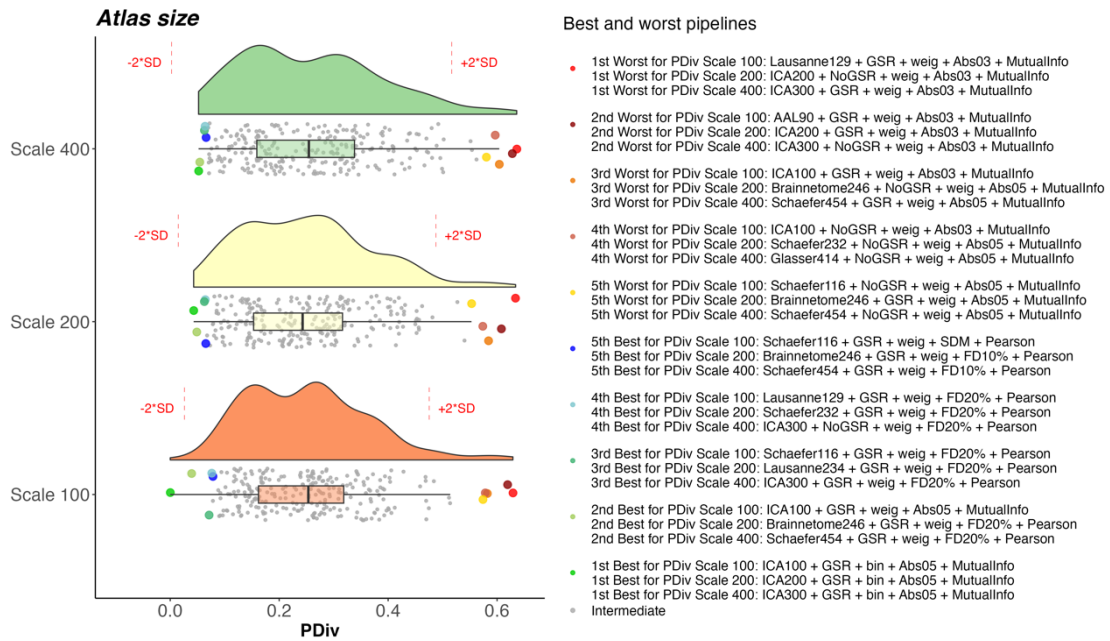 Atlas size
-2*SD
+2*SD
Scale 400
-2*SD
+2*SD
Scale 200
-2*SD
+2*SD
Scale 100
0.0 0.2 0.4 0.6
PDiv
Best and worst pipelines
1st Worst for PDiv Scale 100: Lausanne129 + GSR + weig + Abs03 + MutualInfo
1st Worst for PDiv Scale 200: ICA200 + NoGSR + weig + Abs03 + MutualInfo
1st Worst for PDiv Scale 400: ICA300 + GSR + weig + Abs03 + MutualInfo
2nd Worst for PDiv Scale 100: AAL90 + GSR + weig + Abs03 + MutualInfo
2nd Worst for PDiv Scale 200: ICA200 + GSR + weig + Abs03 + MutualInfo
2nd Worst for PDiv Scale 400: ICA300 + NoGSR + weig + Abs03 + MutualInfo
3rd Worst for PDiv Scale 100: ICA100 + GSR + weig + Abs03 + MutualInfo
3rd Worst for PDiv Scale 200: Brainnetome246 + NoGSR + weig + Abs05 + MutualInfo
3rd Worst for PDiv Scale 400: Schaefer454 + GSR + weig + Abs05 + MutualInfo
4th Worst for PDiv Scale 100: ICA100 + NoGSR + weig + Abs03 + MutualInfo
4th Worst for PDiv Scale 200: Schaefer232 + NoGSR + weig + Abs05 + MutualInfo
4th Worst for PDiv Scale 400: Glasser414 + NoGSR + weig + Abs05 + MutualInfo
5th Worst for PDiv Scale 100: Schaefer116 + NoGSR + weig + Abs05 + MutualInfo
5th Worst for PDiv Scale 200: Brainnetome246 + GSR + weig + Abs05 + MutualInfo
5th Worst for PDiv Scale 400: Schaefer454 + NoGSR + weig + Abs05 + MutualInfo
5th Best for PDiv Scale 100: Schaefer116 + GSR + weig + SDM + Pearson
5th Best for PDiv Scale 200: Brainnetome246 + GSR + weig + FD10% + Pearson
5th Best for PDiv Scale 400: Schaefer454 + GSR + weig + FD10% + Pearson
4th Best for PDiv Scale 100: Lausanne129 + GSR + weig + FD20% + Pearson
4th Best for PDiv Scale 200: Schaefer232 + GSR + weig + FD20% + Pearson
4th Best for PDiv Scale 400: ICA300 + NoGSR + weig + FD20% + Pearson
3rd Best for PDiv Scale 100: Schaefer116 + GSR + weig + FD20% + Pearson
3rd Best for PDiv Scale 200: Lausanne234 + GSR + weig + FD20% + Pearson
3rd Best for PDiv Scale 400: ICA300 + GSR + weig + FD20% + Pearson
2nd Best for PDiv Scale 100: ICA100 + GSR + weig + Abs05 + MutualInfo
2nd Best for PDiv Scale 200: Brainnetome246 + GSR + weig + FD20% + Pearson
2nd Best for PDiv Scale 400: Schaefer454 + GSR + weig + FD20% + Pearson
1st Best for PDiv Scale 100: ICA100 + GSR + bin + Abs05 + MutualInfo
1st Best for PDiv Scale 200: ICA200 + GSR + bin + Abs05 + MutualInfo
1st Best for PDiv Scale 400: ICA300 + GSR + bin + Abs05 + MutualInfo
Intermediate